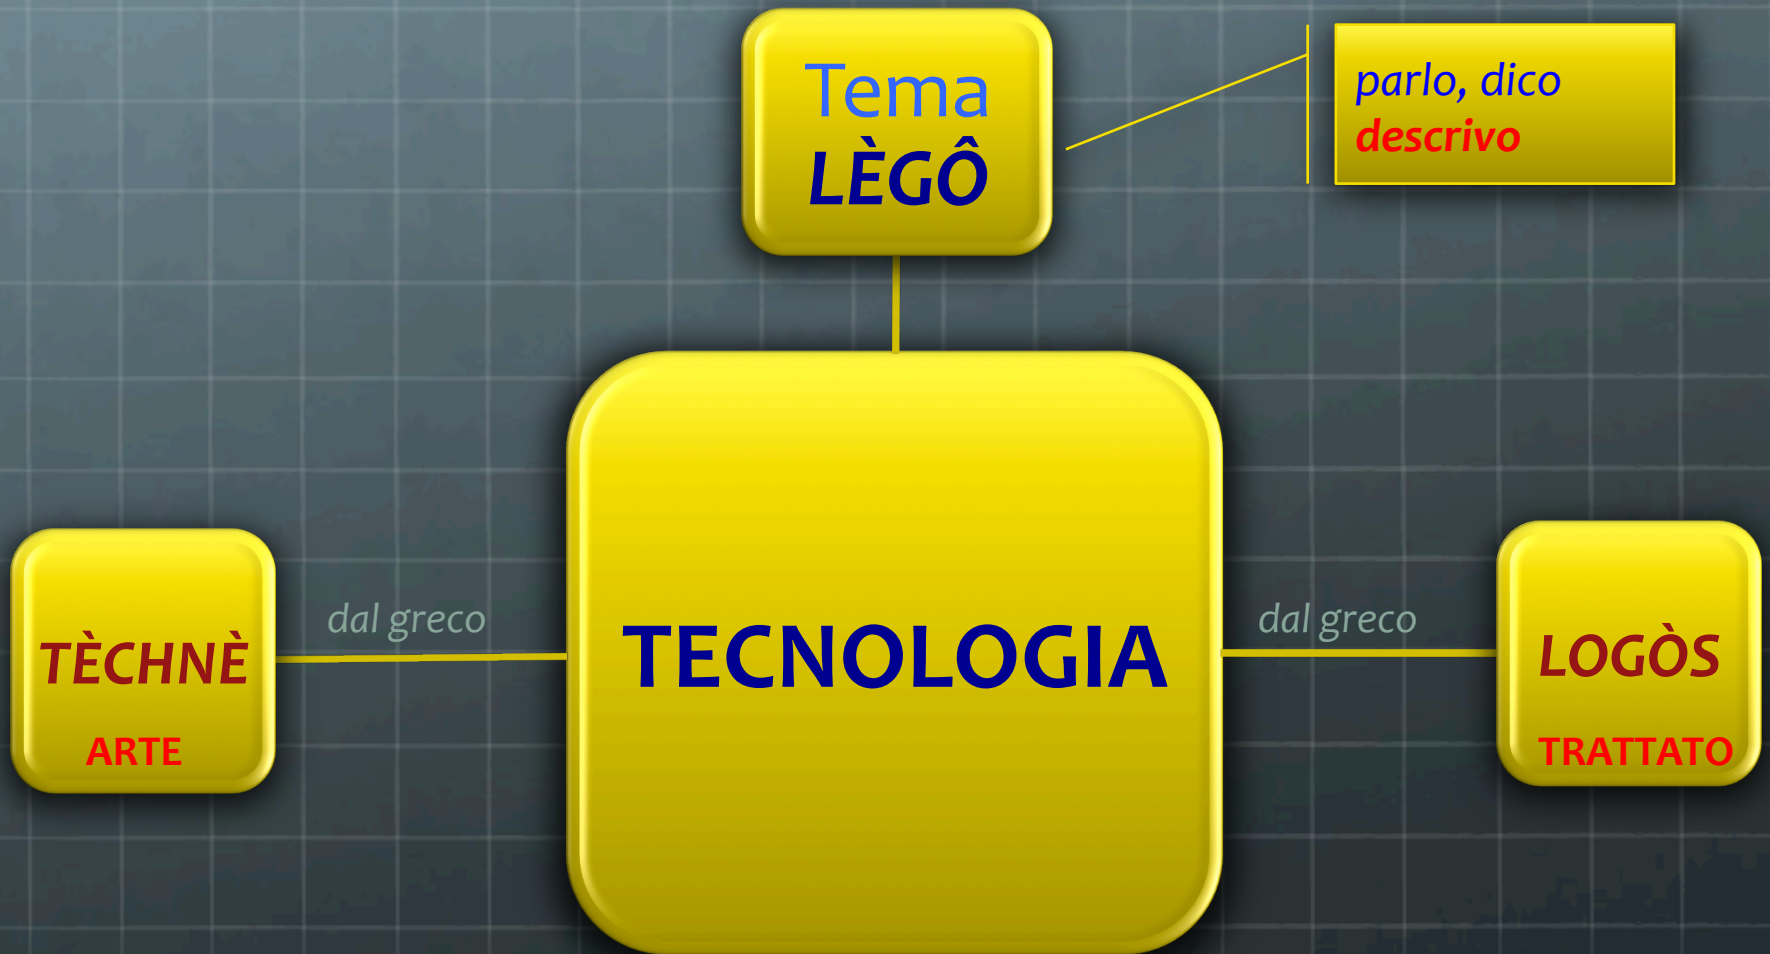 Tema
LÈGÔ
parlo, dico
descrivo
TÈCHNÈ
ARTE
dal greco
TECNOLOGIA
dal greco
LOGÒS
TRATTATO